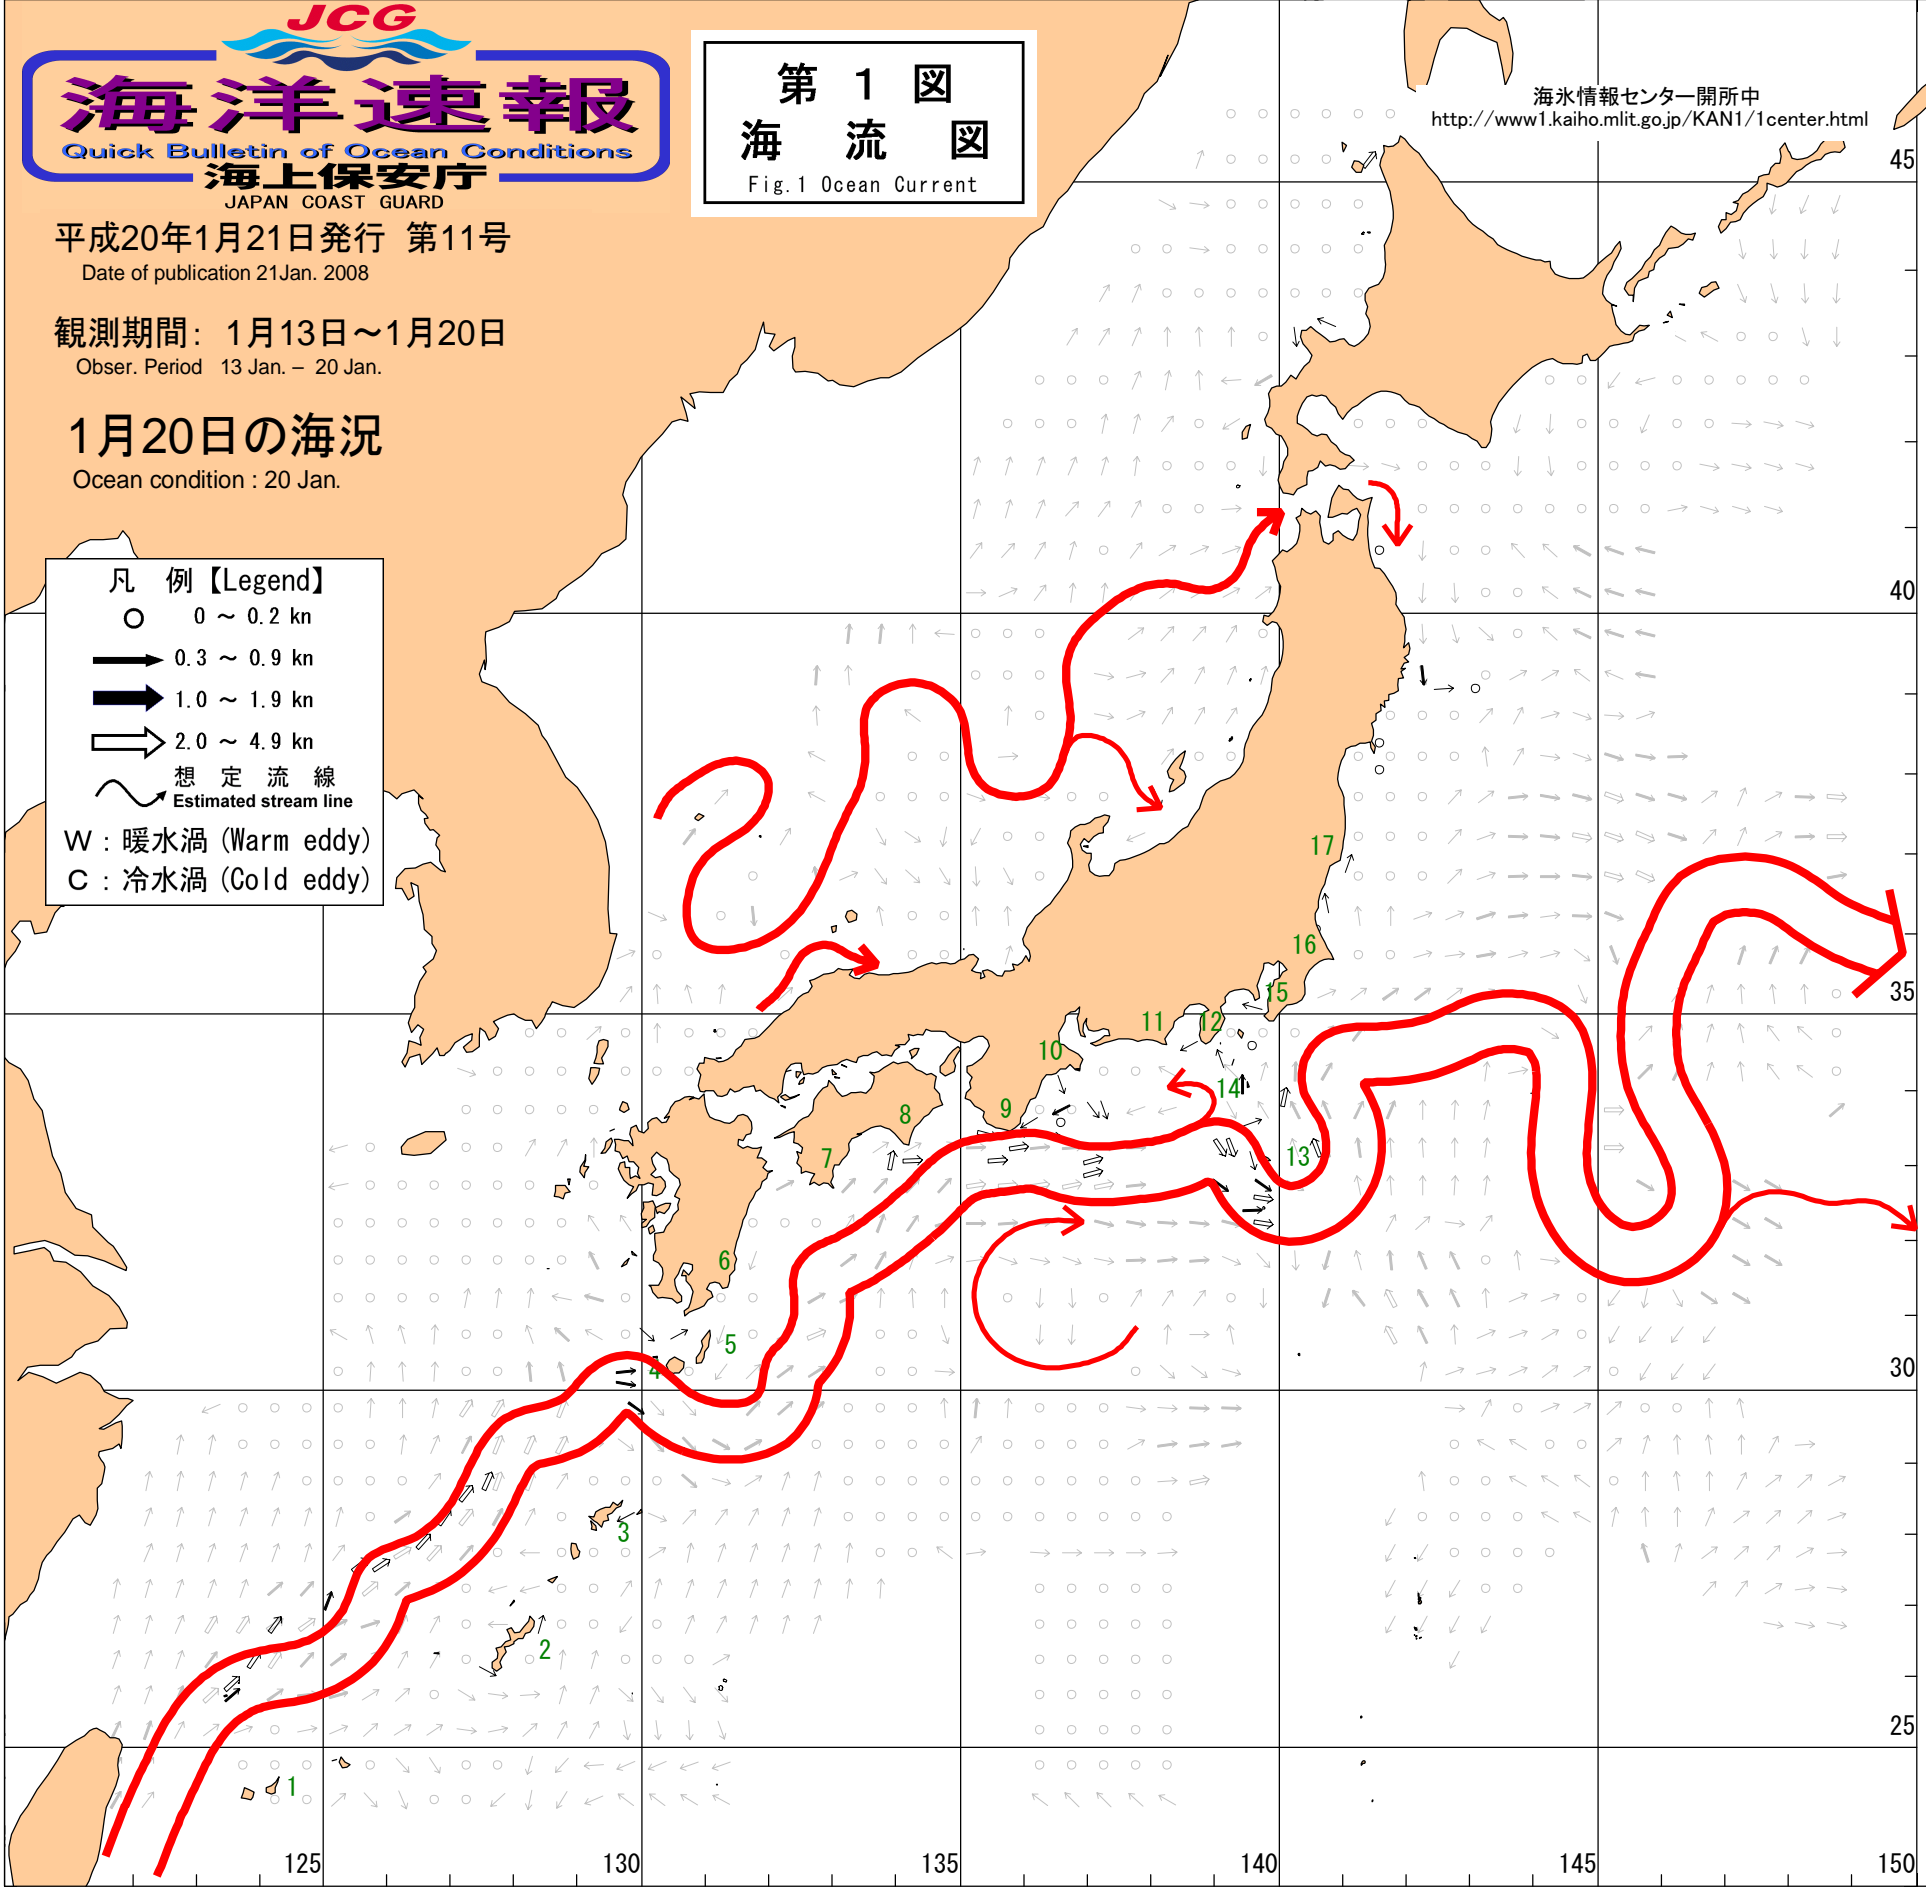 JCG
海洋速報
Quick Bulletin of Ocean Conditions
海上保安庁
JAPAN COAST GUARD
平成20年1月21日発行 第11号
Date of publication 21Jan. 2008
観測期間: 1月13日～1月20日
Obser. Period 13 Jan. – 20 Jan.
1月20日の海況
Ocean condition : 20 Jan.
第 1 図
海 流 図
Fig.1 Ocean Current
海氷情報センター開所中
http://www1.kaiho.mlit.go.jp/KAN1/1center.html
凡 例【Legend】
0 ～ 0.2 kn
0.3 ～ 0.9 kn
1.0 ～ 1.9 kn
2.0 ～ 4.9 kn
想 定 流 線
Estimated stream line
W : 暖水渦 (Warm eddy)
C : 冷水渦 (Cold eddy)
45
40
35
30
25
125
130
135
140
145
150
17
16
15
12
11
10
14
9
8
13
7
6
5
4
3
2
1